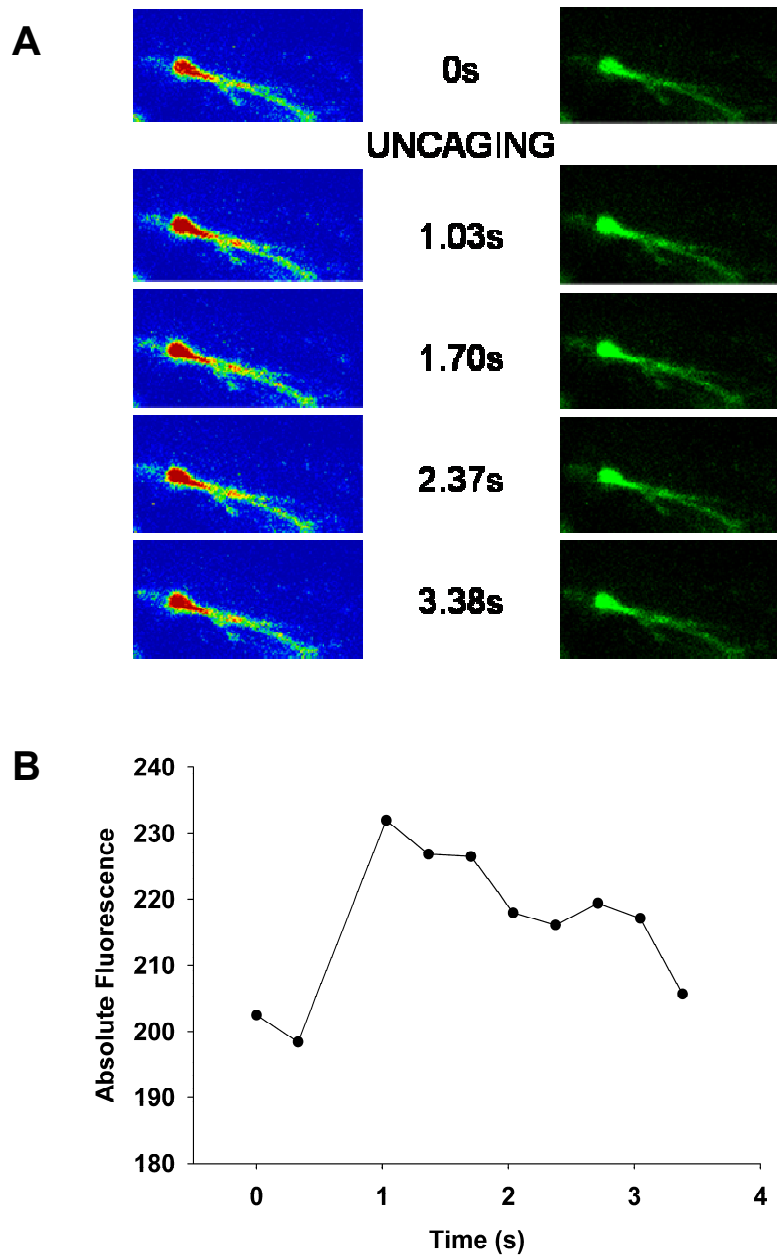 A
0s
UNCAGING
1.03s
1.70s
2.37s
3.38s
B
240
230
220
210
200
190
180
Absolute Fluorescence
0 1 2 3 4
Time (s)